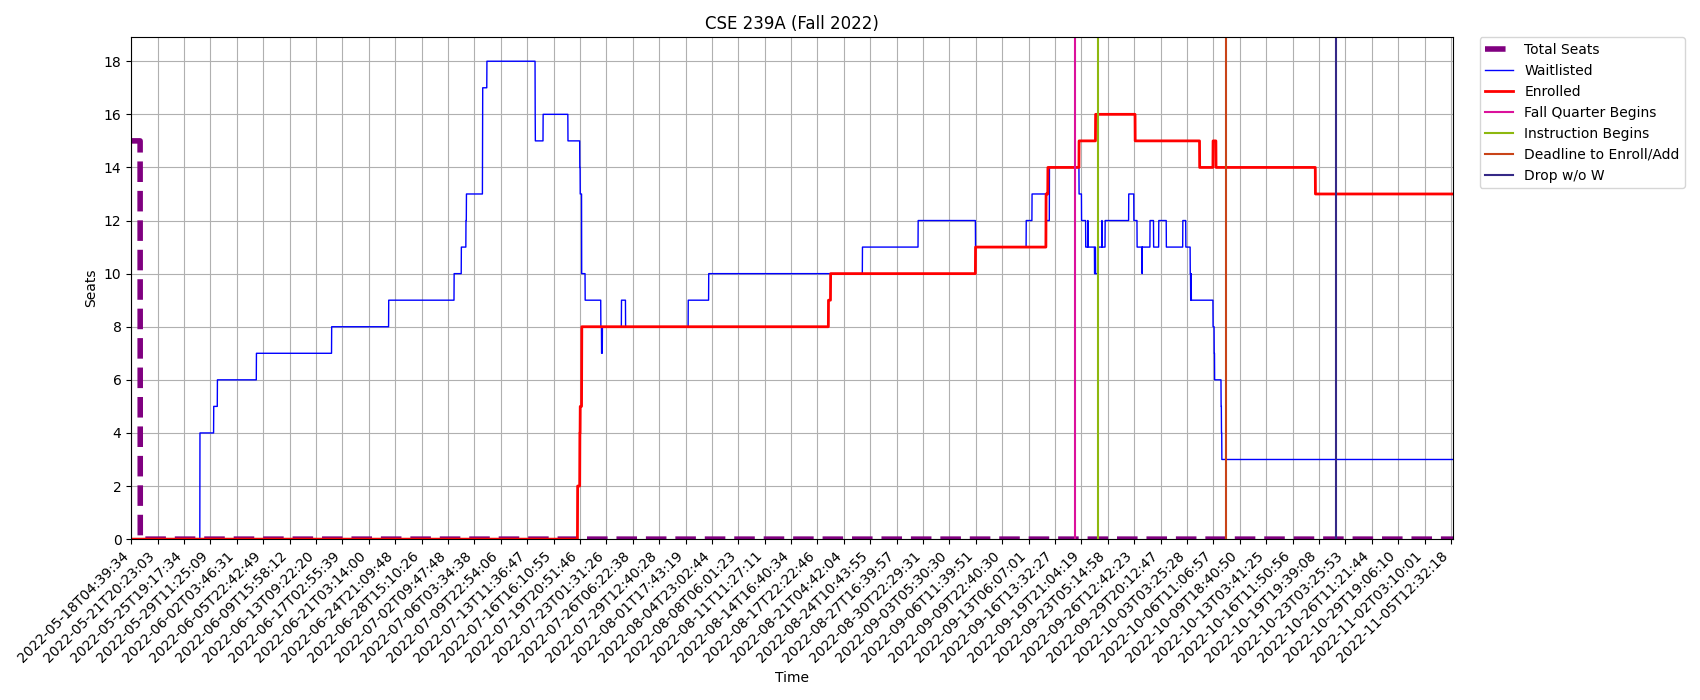 CSE 239A (Fall 2022)
Total Seats
Waitlisted
Enrolled
Fall Quarter Begins
Instruction Begins
Deadline to Enroll/Add
Drop w/o W
Seats
18
16
14
12
10
8
6
4
2
0
2022-05-18T04:39:34
2022-05-21T20:23:03
2022-05-25T19:17:34
2022-05-29T11:25:09
2022-06-02T03:46:31
2022-06-05T22:42:49
2022-06-09T15:58:12
2022-06-13T09:22:20
2022-06-17T02:55:39
2022-06-21T03:14:00
2022-06-24T21:09:48
2022-06-28T15:10:26
2022-07-02T09:47:48
2022-07-06T03:34:38
2022-07-09T22:54:06
2022-07-13T11:36:47
2022-07-16T16:10:55
2022-07-19T20:51:46
2022-07-23T01:31:26
2022-07-26T06:22:38
2022-07-29T12:40:28
2022-08-01T17:43:19
2022-08-04T23:02:44
2022-08-08T06:01:23
2022-08-11T11:27:11
2022-08-14T16:40:34
2022-08-17T22:22:46
2022-08-21T04:42:04
2022-08-24T10:43:55
2022-08-27T16:39:57
2022-08-30T22:29:31
2022-09-03T05:30:30
2022-09-06T11:39:51
2022-09-09T22:40:30
2022-09-13T06:07:01
2022-09-16T13:32:27
2022-09-19T21:04:19
2022-09-23T05:14:58
2022-09-26T12:42:23
2022-09-29T20:12:47
2022-10-03T03:25:28
2022-10-06T11:06:57
2022-10-09T18:40:50
2022-10-13T03:41:25
2022-10-16T11:50:56
2022-10-19T19:39:08
2022-10-23T03:25:53
2022-10-26T11:21:44
2022-10-29T19:06:10
2022-11-02T03:10:01
2022-11-05T12:32:18
Time